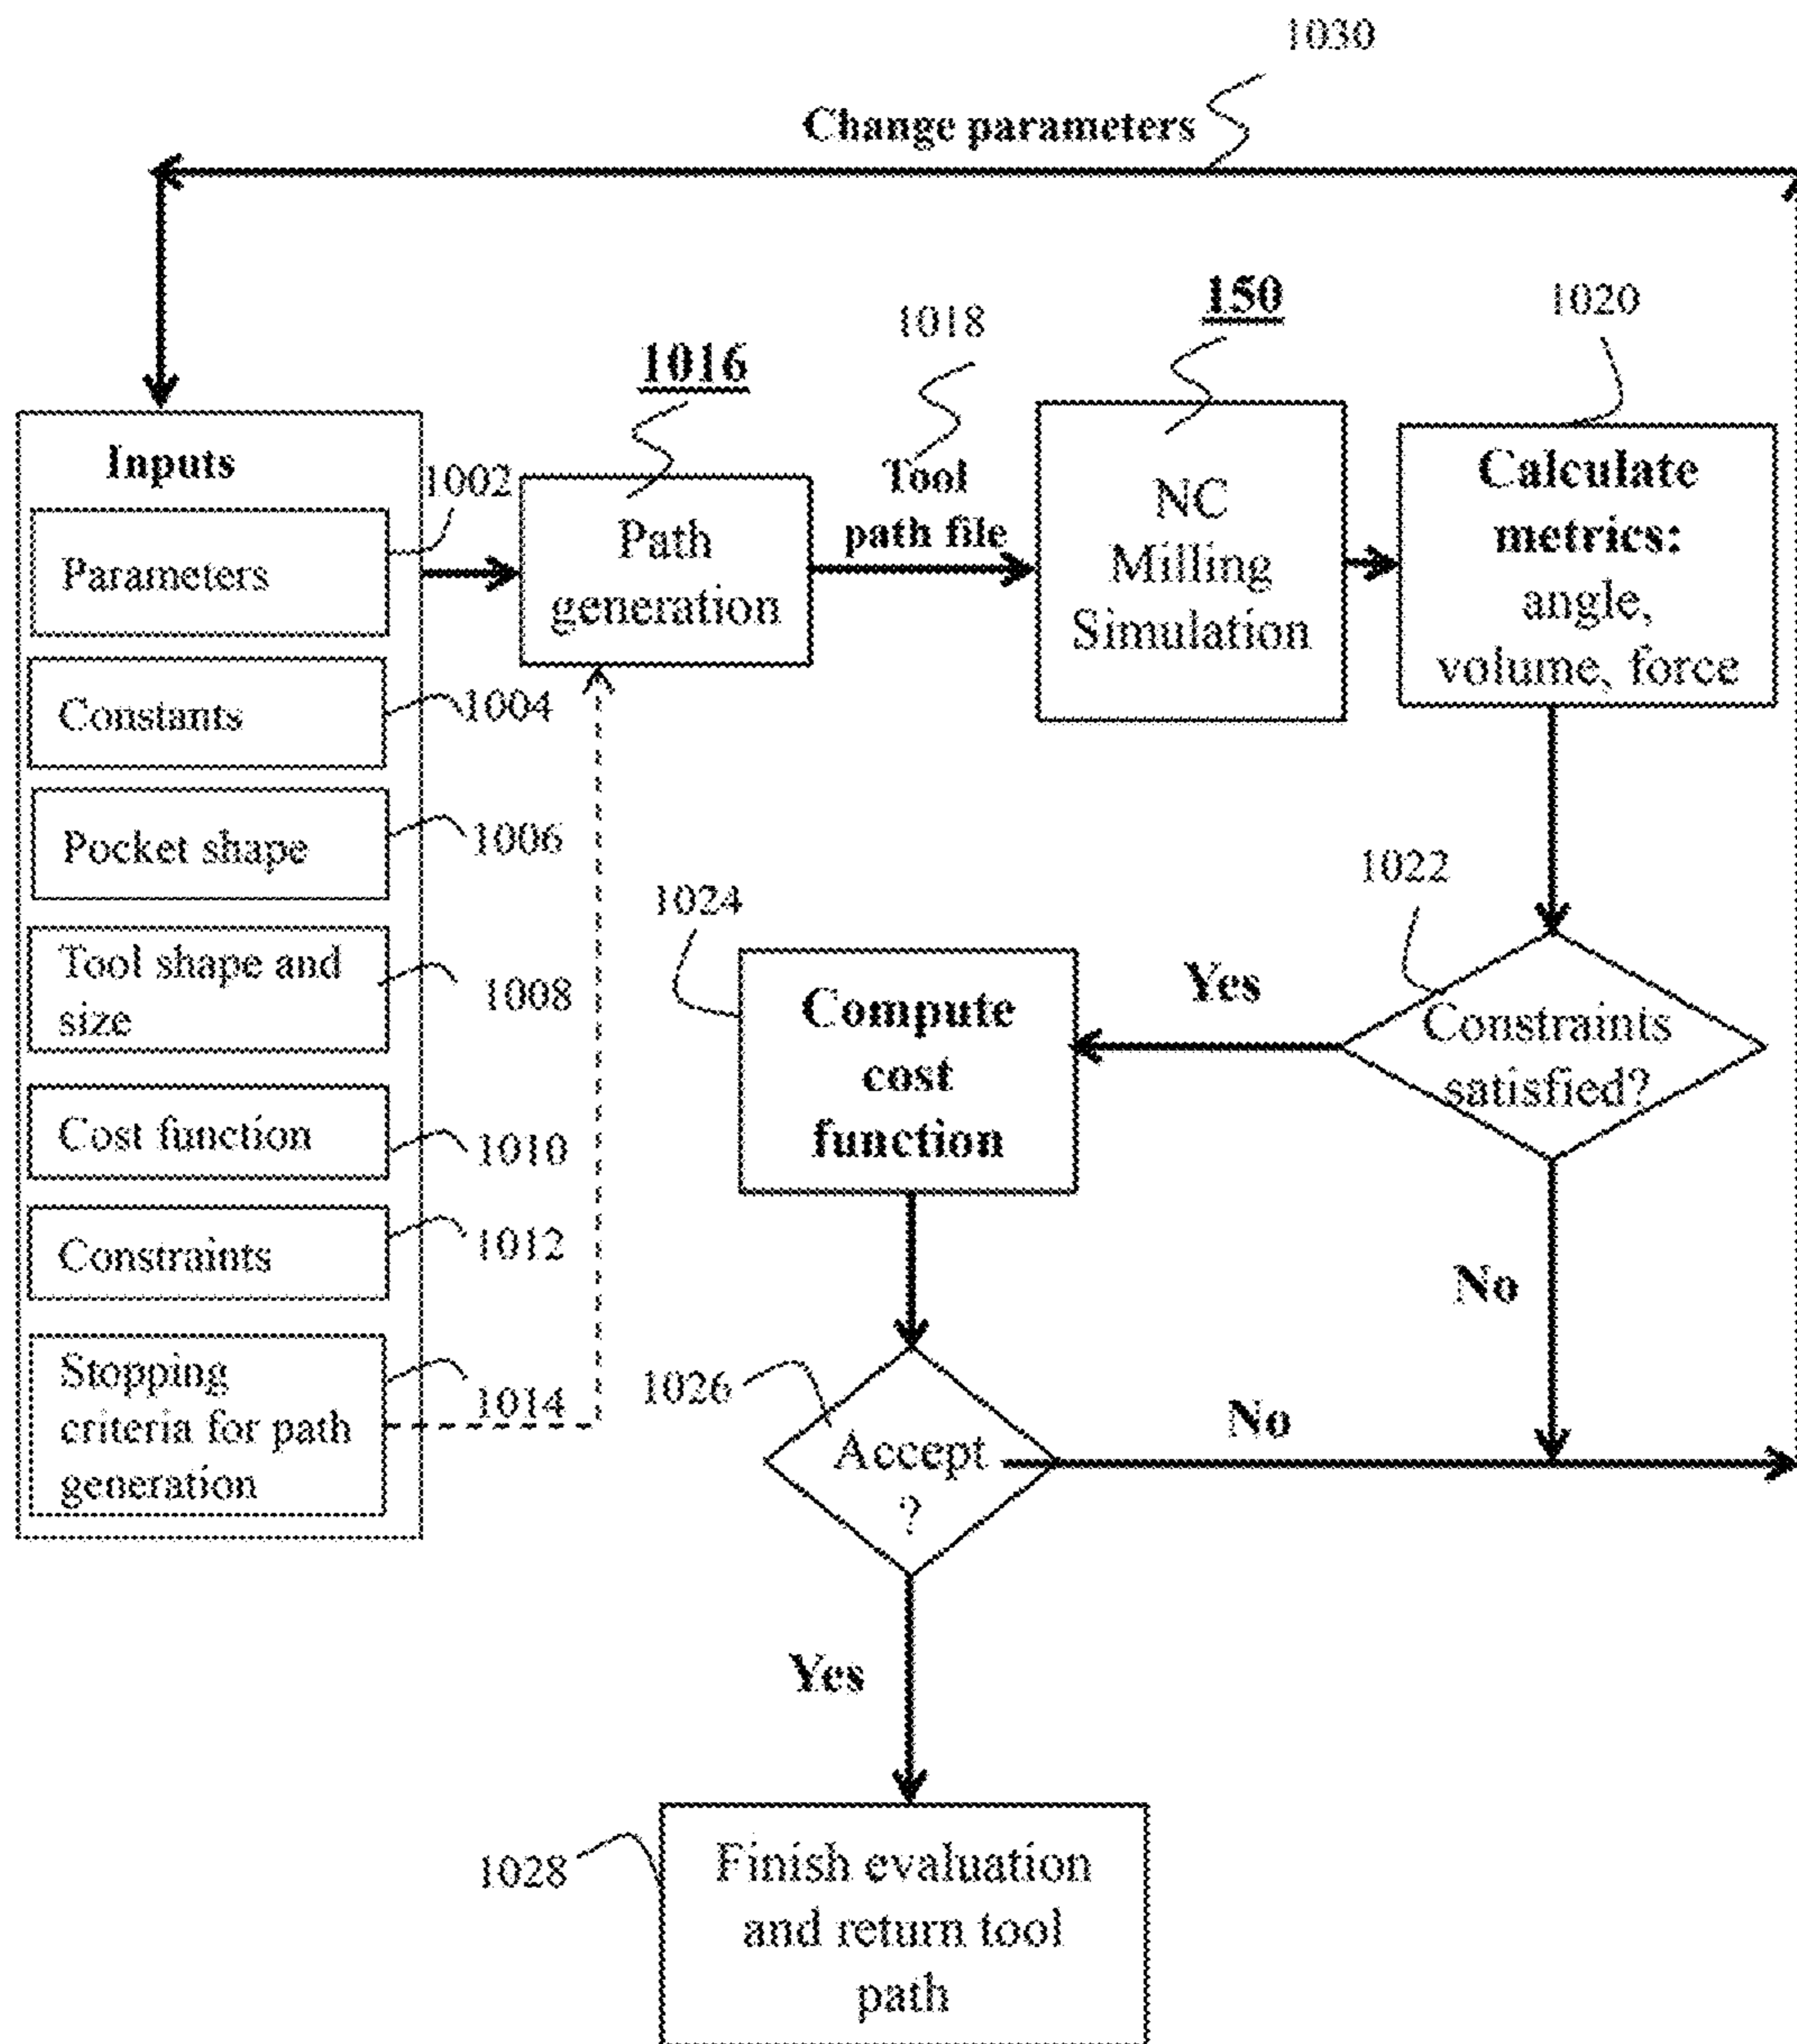 1030
Change parameters
150
1020
1018
1016
Inputs
1002
Parameters
Constants
1004
Pocket shape
1006
Tool shape and
size
1008
Cost function
1010
Constraints
1012
Stopping
criteria for path
generation
1014
Path
generation
Tool
path file
NC
Milling
Simulation
Calculate
metrics:
angle,
volume, force
1022
Constraints
satisfied?
Yes
No
1024
Compute
cost
function
1026
Accept
?
No
Yes
1028
Finish evaluation
and return tool
path